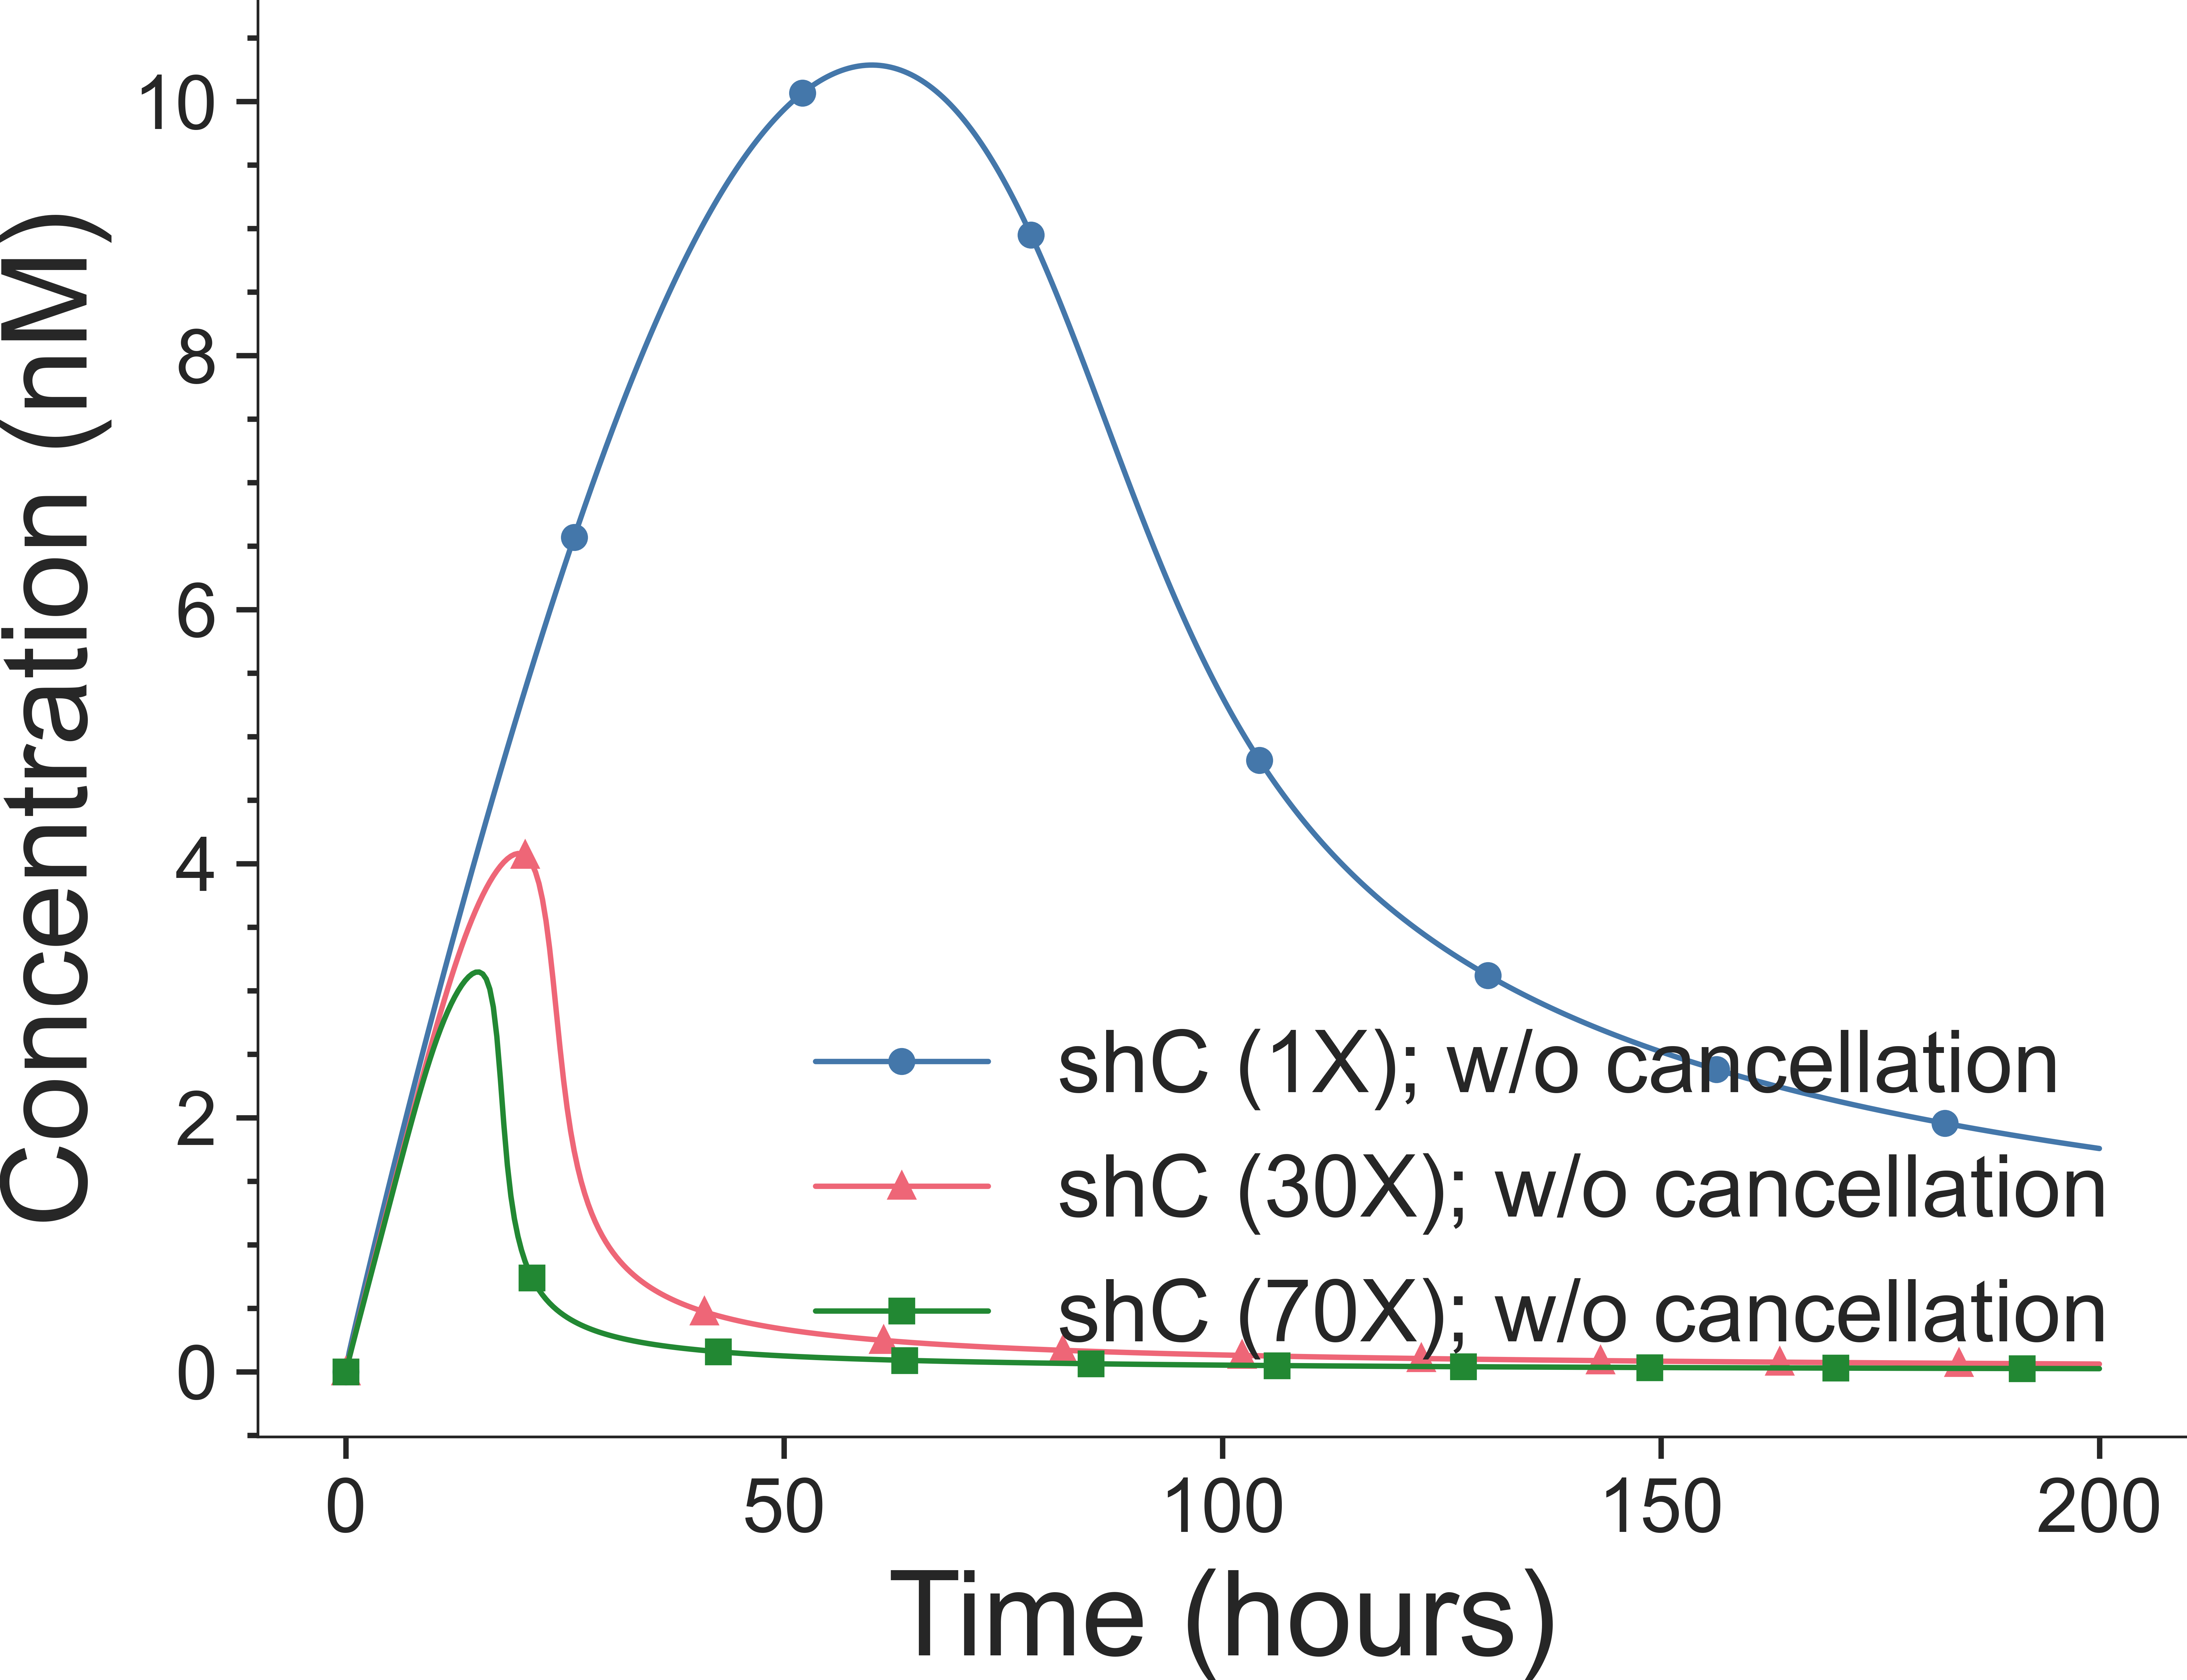 Concentration (nM)
10
8
6
4
2
0
shC (1X); w/o cancellation
shC (30X); w/o cancellation
shC (70X); w/o cancellation
0 50 100 150 200
Time (hours)